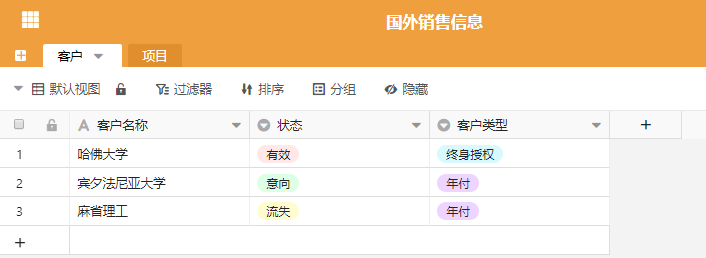 国外销售信息
客户 项目
默认视图 过滤器 排序 分组 隐藏
A 客户名称 状态 客户类型 +
1 哈佛大学 有效 终身授权
2 宾夕法尼亚大学 意向 年付
3 麻省理工 流失 年付
+